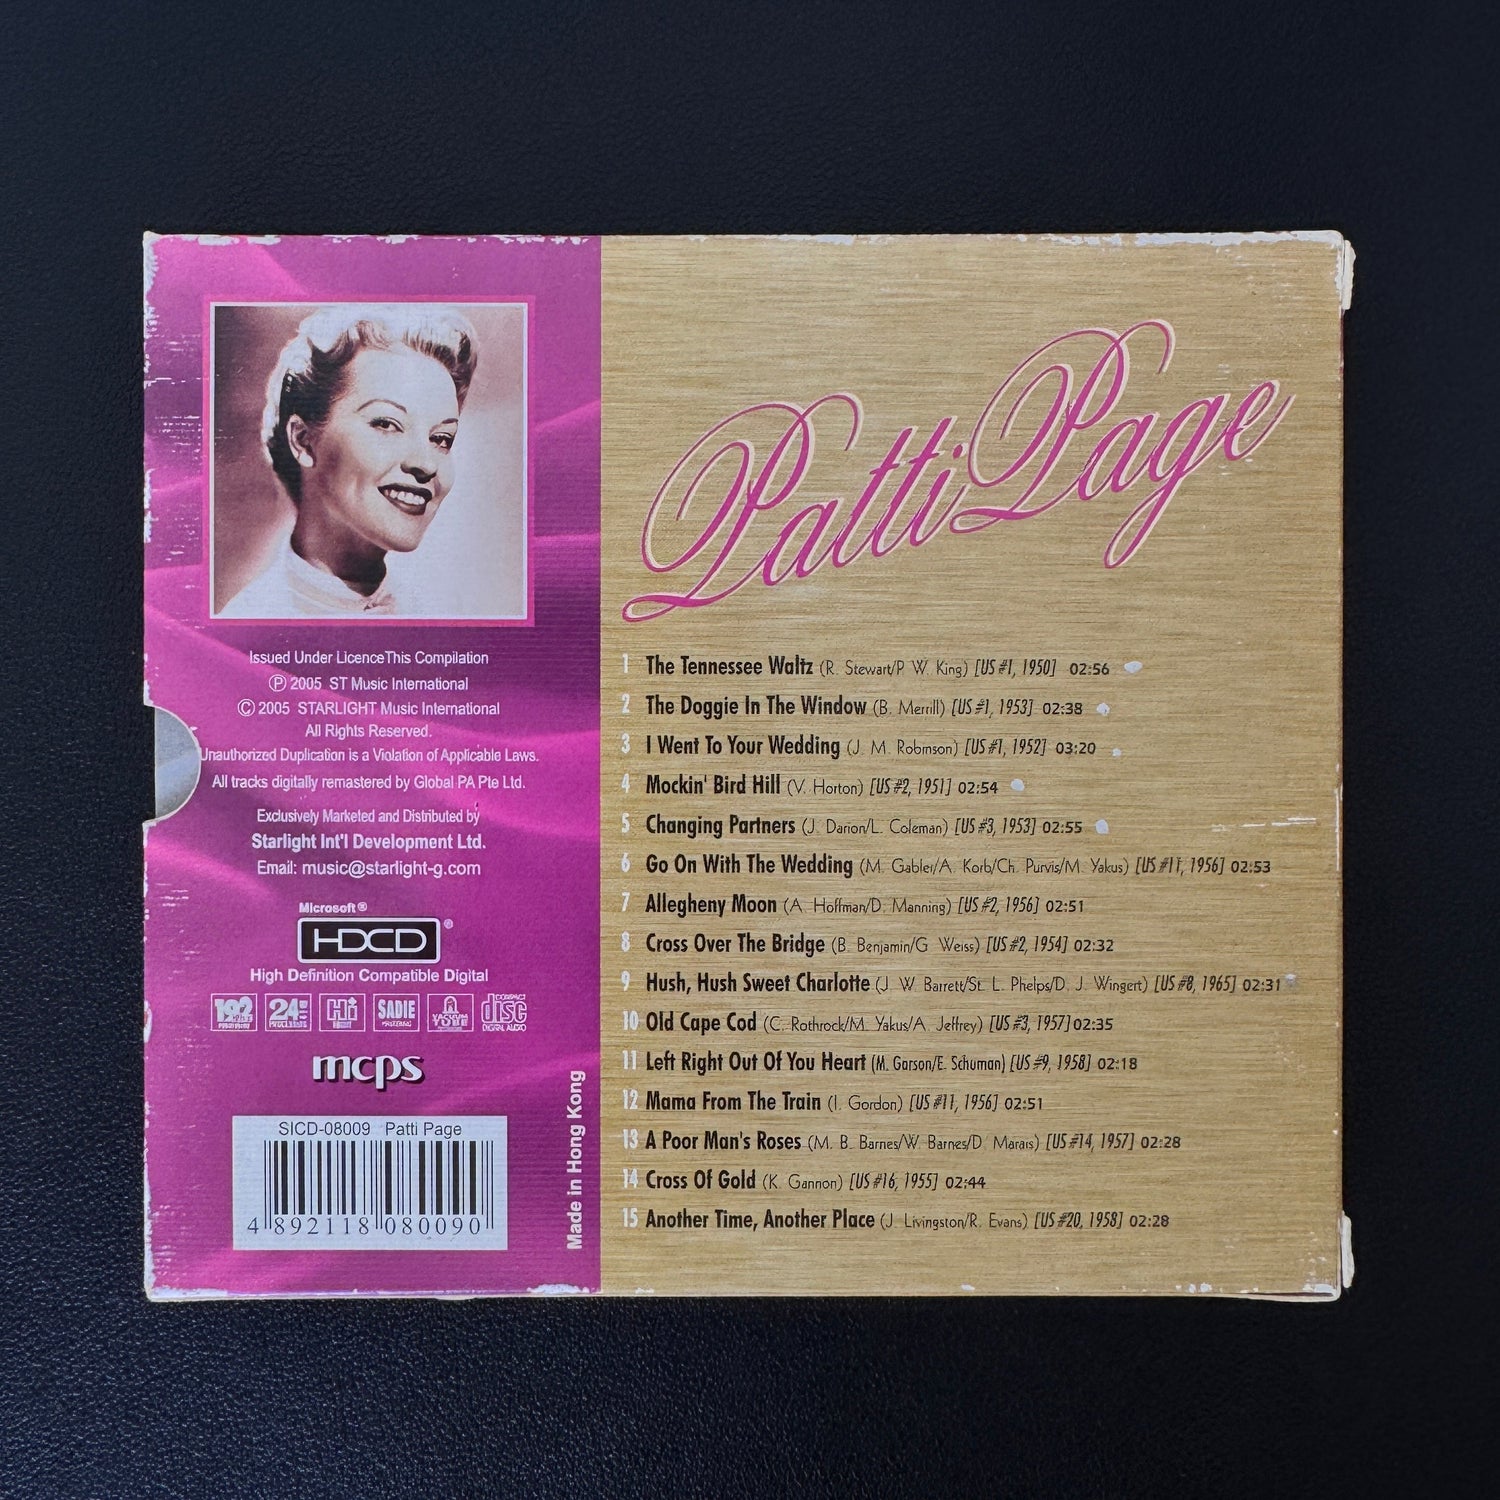 Patti Page
Issued Under LicenceThis Compilation
Ⓟ 2005 ST Music International
© 2005 STARLIGHT Music International
All Rights Reserved.
Unauthorized Duplication is a Violation of Applicable Laws.
All tracks digitally remastered by Global PA Pte Ltd.
Exclusively Marketed and Distributed by
Starlight Int'l Development Ltd.
Email: music@starlight-g.com
Microsoft®
HDCD®
High Definition Compatible Digital
192 24 Hi SADIE VACUUM TUBE COMPACT disc DIGITAL AUDIO
mcps
SICD-08009 Patti Page
4 892118 080090
Made in Hong Kong
1 The Tennessee Waltz (R. Stewart/P. W. King) [US #1, 1950] 02:56
2 The Doggie In The Window (B. Merrill) [US #1, 1953] 02:38
3 I Went To Your Wedding (J. M. Robinson) [US #1, 1952] 03:20
4 Mockin' Bird Hill (V. Horton) [US #2, 1951] 02:54
5 Changing Partners (J. Darion/L. Coleman) [US #3, 1953] 02:55
6 Go On With The Wedding (M. Gabler/A. Korb/Ch. Purvis/M. Yakus) [US #11, 1956] 02:53
7 Allegheny Moon (A. Hoffman/D. Manning) [US #2, 1956] 02:51
8 Cross Over The Bridge (B. Benjamin/G. Weiss) [US #2, 1954] 02:32
9 Hush, Hush Sweet Charlotte (J. W. Barrett/St. L. Phelps/D. J. Wingert) [US #8, 1965] 02:31
10 Old Cape Cod (C. Rothrock/M. Yakus/A. Jeffrey) [US #3, 1957] 02:35
11 Left Right Out Of You Heart (M. Garson/E. Schuman) [US #9, 1958] 02:18
12 Mama From The Train (I. Gordon) [US #11, 1956] 02:51
13 A Poor Man's Roses (M. B. Barnes/W. Barnes/D. Marais) [US #14, 1957] 02:28
14 Cross Of Gold (K. Gannon) [US #16, 1955] 02:44
15 Another Time, Another Place (J. Livingston/R. Evans) [US #20, 1958] 02:28